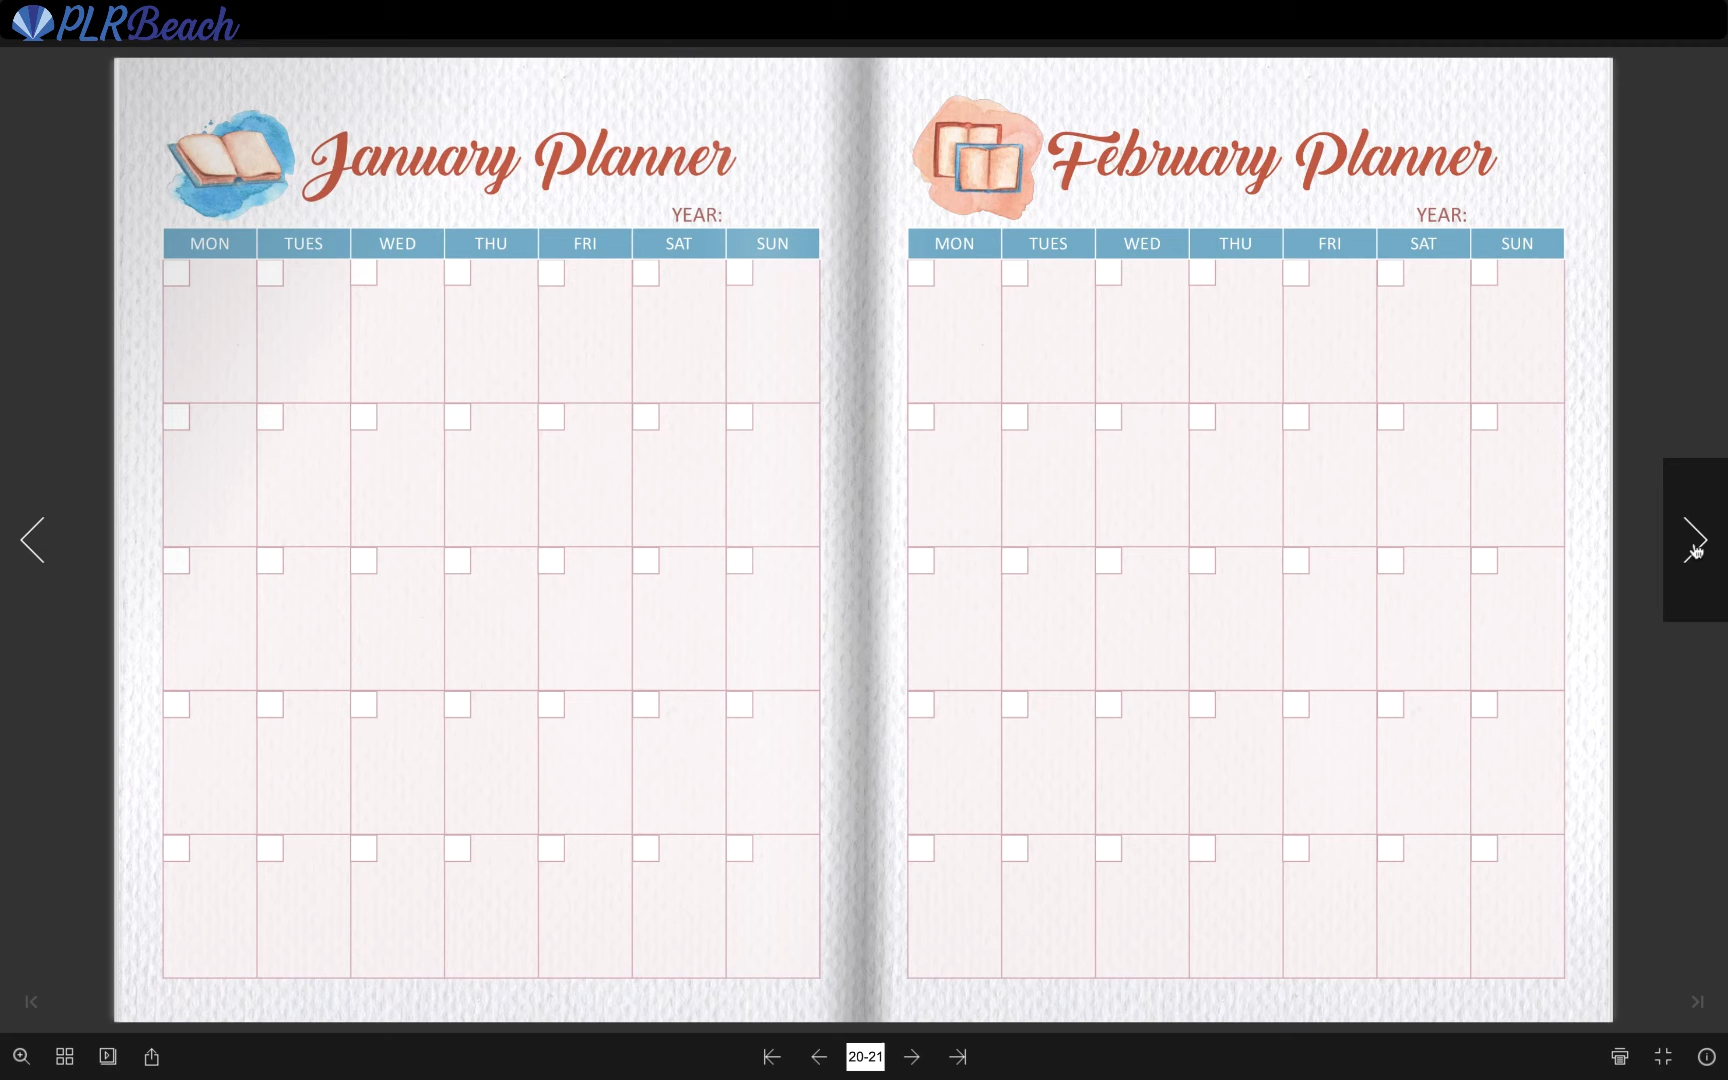 PLRBeach
January Planner
YEAR:
MON TUES WED THU FRI SAT SUN
February Planner
YEAR:
MON TUES WED THU FRI SAT SUN
20-21